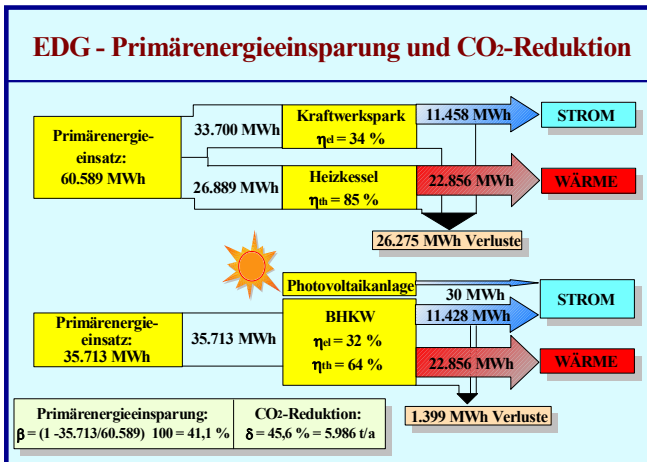 EDG - Primärenergieeinsparung und CO2-Reduktion
Primärenergie-
einsatz:
60.589 MWh
33.700 MWh
26.889 MWh
Kraftwerkspark
ηel = 34 %
Heizkessel
ηth = 85 %
11.458 MWh
22.856 MWh
STROM
WÄRME
26.275 MWh Verluste
Photovoltaikanlage
30 MWh
Primärenergie-
einsatz:
35.713 MWh
35.713 MWh
BHKW
ηel = 32 %
ηth = 64 %
11.428 MWh
22.856 MWh
STROM
WÄRME
1.399 MWh Verluste
Primärenergieeinsparung:
β = (1 -35.713/60.589) 100 = 41,1 %
CO2-Reduktion:
δ = 45,6 % = 5.986 t/a